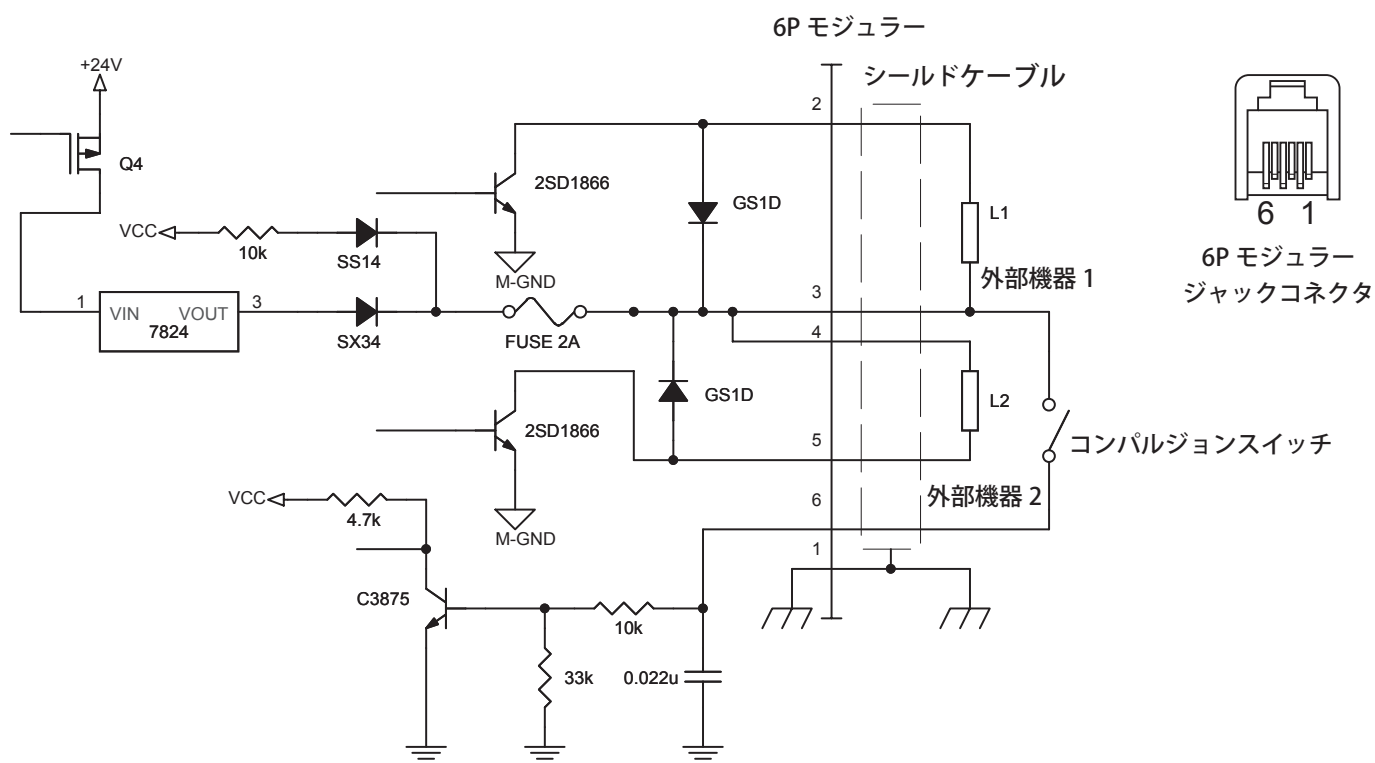 6P モジュラー
シールドケーブル
+24V
2
Q4
2SD1866
GS1D
L1
6 1
VCC
10k
SS14
M-GND
外部機器 1
6P モジュラー
ジャックコネクタ
1
VIN
VOUT
3
7824
SX34
FUSE 2A
3
4
GS1D
L2
2SD1866
5
コンパルジョンスイッチ
VCC
4.7k
M-GND
6
外部機器 2
1
C3875
10k
33k
0.022u